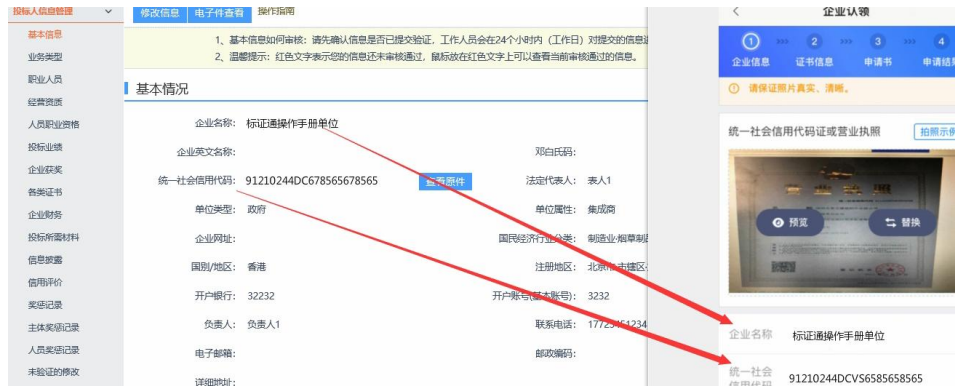 投标人信息管理
基本信息
业务类型
职业人员
经营资质
人员职业资格
投标业绩
企业获奖
各类证书
企业财务
投标所需材料
信息披露
信用评价
奖惩记录
主体奖惩记录
人员奖惩记录
未验证的修改
修改信息 电子件查看 操作指南
1、基本信息如何审核：请先确认信息是否已提交验证，工作人员会在24个小时内（工作日）对提交的信息
2、温馨提示：红色文字表示您的信息还未审核通过，鼠标放在红色文字上可以查看当前审核通过的信息。
基本情况
企业名称： 标证通操作手册单位
企业英文名称： 邓白氏码：
统一社会信用代码： 91210244DC678565678565 查看原件 法定代表人： 表人1
单位类型： 政府 单位属性： 集成商
企业网址： 国民经济行业分类： 制造业·烟草制
国别/地区： 香港 注册地区： 北京市·市辖区
开户银行： 32232 开户账号(基本账号)： 3232
负责人： 负责人1 联系电话： 17723451234
电子邮箱： 邮政编码：
详细地址：
企业认领
1 2 3 4
企业信息 证书信息 申请书 申请结果
请保证照片真实、清晰。
统一社会信用代码证或营业执照 拍照示例
营业执照
预览 替换
企业名称 标证通操作手册单位
统一社会信用代码 91210244DCVS6585658565